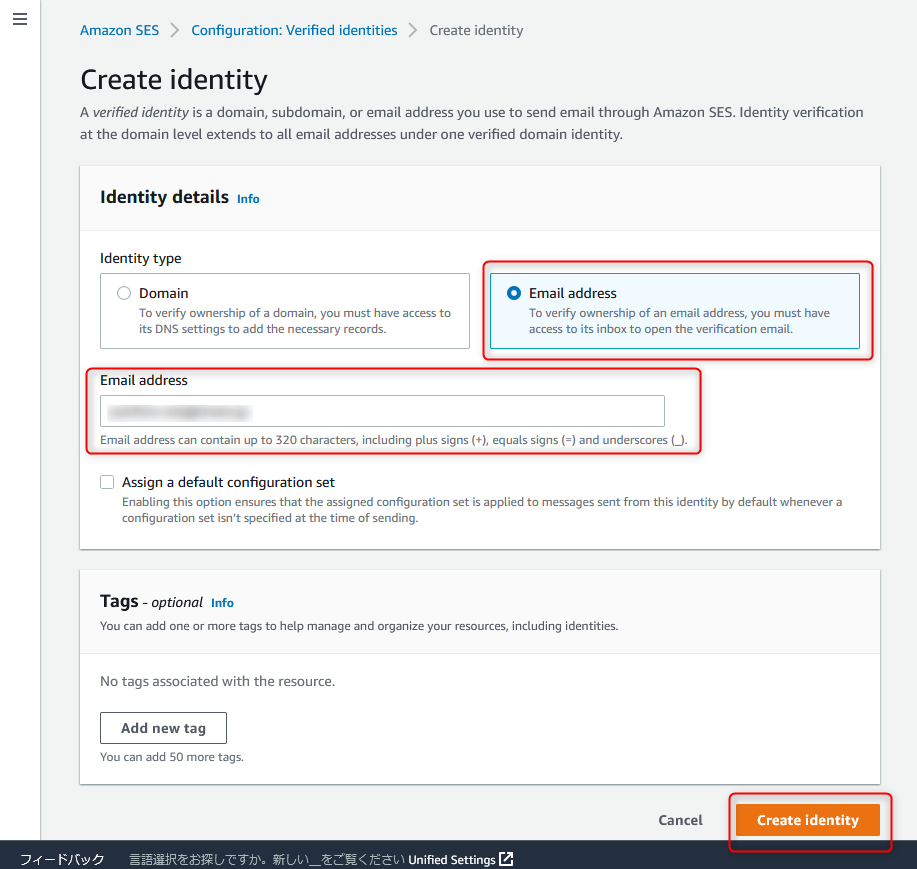 Amazon SES > Configuration: Verified identities > Create identity
Create identity
A verified identity is a domain, subdomain, or email address you use to send email through Amazon SES. Identity verification
at the domain level extends to all email addresses under one verified domain identity.
Identity details Info
Identity type
Domain
To verify ownership of a domain, you must have access to
its DNS settings to add the necessary records.
Email address
To verify ownership of an email address, you must have
access to its inbox to open the verification email.
Email address
Email address can contain up to 320 characters, including plus signs (+), equals signs (=) and underscores (_).
Assign a default configuration set
Enabling this option ensures that the assigned configuration set is applied to messages sent from this identity by default whenever a
configuration set isn't specified at the time of sending.
Tags - optional Info
You can add one or more tags to help manage and organize your resources, including identities.
No tags associated with the resource.
Add new tag
You can add 50 more tags.
Cancel Create identity
フィードバック 言語選択をお探しですか。新しい__をご覧ください Unified Settings